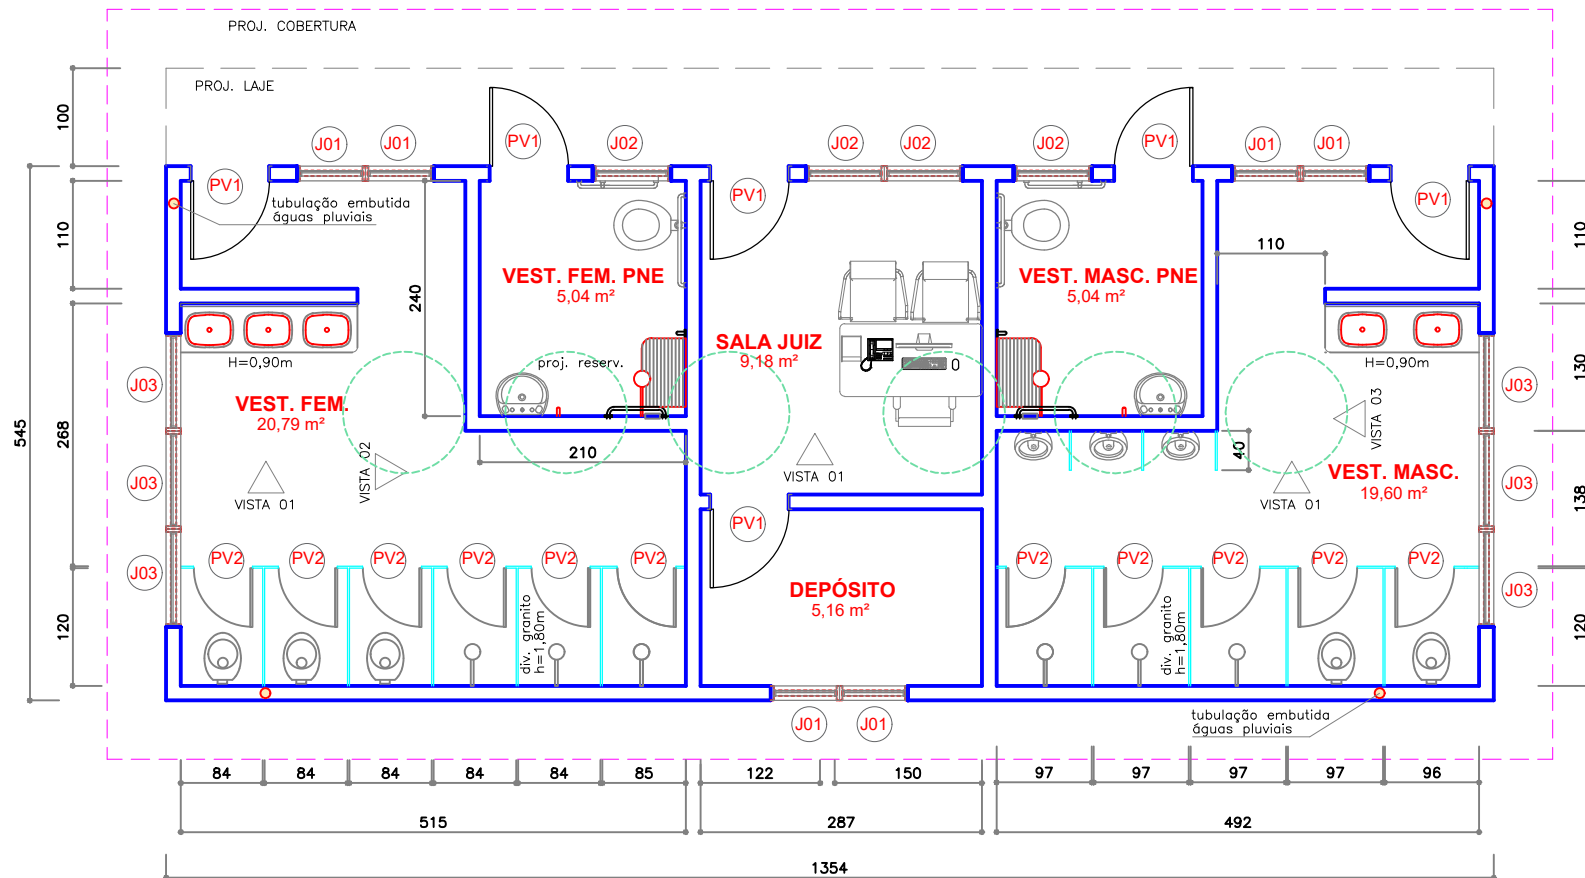 PROJ. COBERTURA
PROJ. LAJE
100
J01
J01
PV1
J02
J02
J02
J02
PV1
J01
J01
PV1
PV1
PV1
tubulação embutida
águas pluviais
110
110
110
VEST. FEM. PNE
5,04 m²
VEST. MASC. PNE
5,04 m²
240
SALA JUIZ
9,18 m²
H=0,90m
proj. reserv.
H=0,90m
130
J03
J03
VEST. FEM.
20,79 m²
VISTA 03
545
268
210
40
VISTA 02
VISTA 01
VISTA 01
VISTA 01
VEST. MASC.
19,60 m²
J03
J03
138
PV1
PV2
PV2
PV2
PV2
PV2
PV2
PV2
PV2
PV2
PV2
PV2
J03
J03
DEPÓSITO
5,16 m²
120
120
div. granito
h=1,80m
div. granito
h=1,80m
J01
J01
tubulação embutida
águas pluviais
84
84
84
84
84
85
122
150
97
97
97
97
96
515
287
492
1354